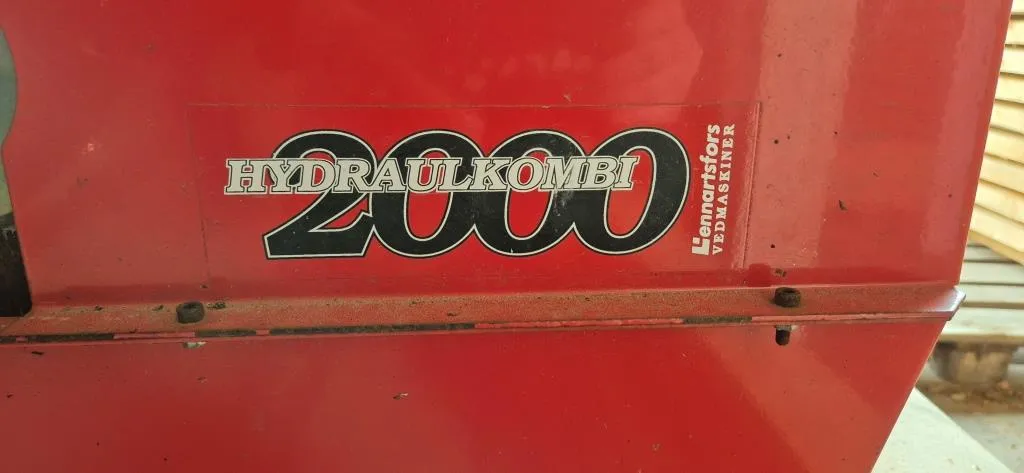 HYDRAULKOMBI
2000
Lennartsfors
VEDMASKINER